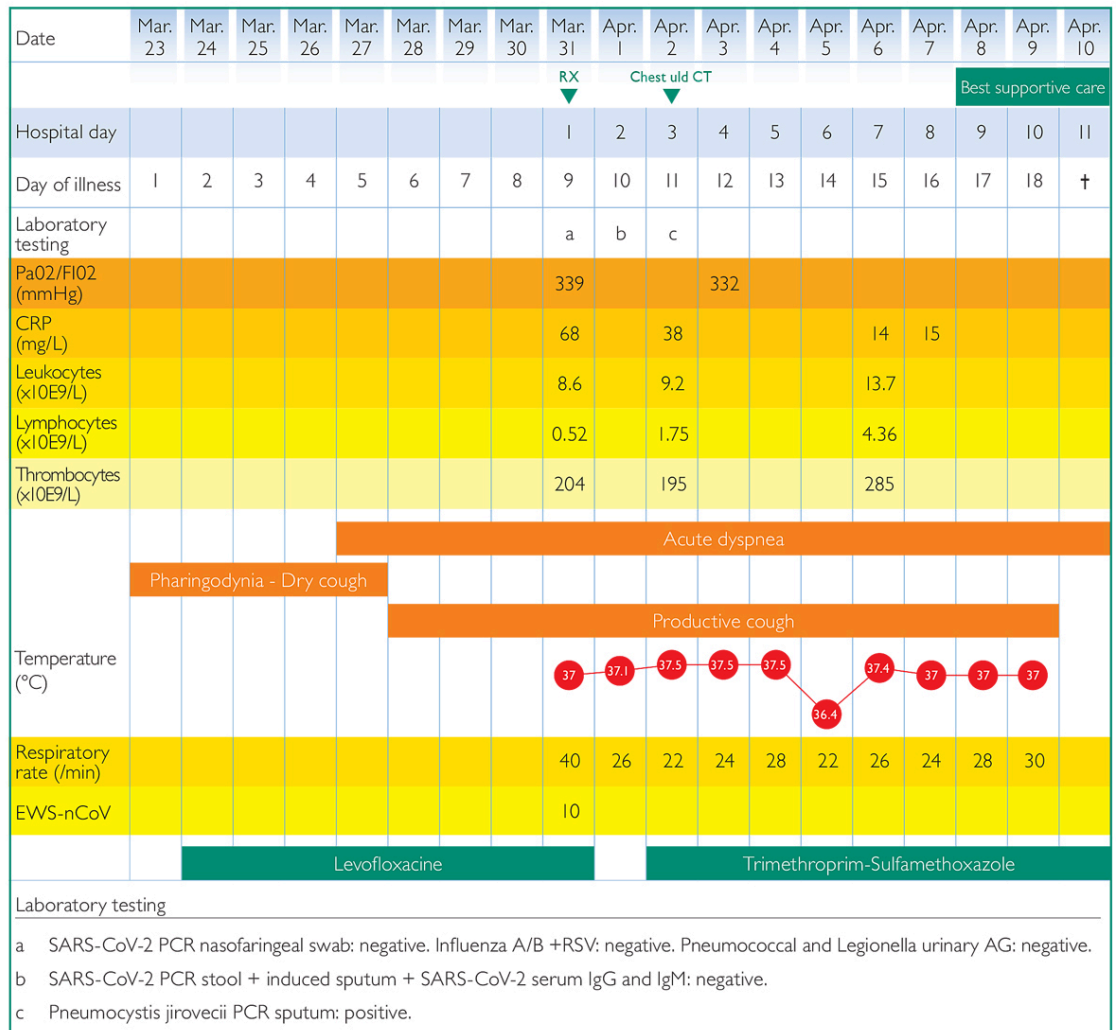 Date Mar. 23 Mar. 24 Mar. 25 Mar. 26 Mar. 27 Mar. 28 Mar. 29 Mar. 30 Mar. 31 Apr. 1 Apr. 2 Apr. 3 Apr. 4 Apr. 5 Apr. 6 Apr. 7 Apr. 8 Apr. 9 Apr. 10
RX Chest uld CT
Best supportive care
Hospital day 1 2 3 4 5 6 7 8 9 10 11
Day of illness 1 2 3 4 5 6 7 8 9 10 11 12 13 14 15 16 17 18 †
Laboratory
testing a b c
Pa02/FI02
(mmHg) 339 332
CRP
(mg/L) 68 38 14 15
Leukocytes
(x10E9/L) 8.6 9.2 13.7
Lymphocytes
(x10E9/L) 0.52 1.75 4.36
Thrombocytes
(x10E9/L) 204 195 285
Acute dyspnea
Pharingodynia - Dry cough
Productive cough
Temperature
(°C) 37 37.1 37.5 37.5 37.5 36.4 37.4 37 37 37
Respiratory
rate (/min) 40 26 22 24 28 22 26 24 28 30
EWS-nCoV 10
Levofloxacine Trimethroprim-Sulfamethoxazole
Laboratory testing
a SARS-CoV-2 PCR nasofaringeal swab: negative. Influenza A/B +RSV: negative. Pneumococcal and Legionella urinary AG: negative.
b SARS-CoV-2 PCR stool + induced sputum + SARS-CoV-2 serum IgG and IgM: negative.
c Pneumocystis jirovecii PCR sputum: positive.